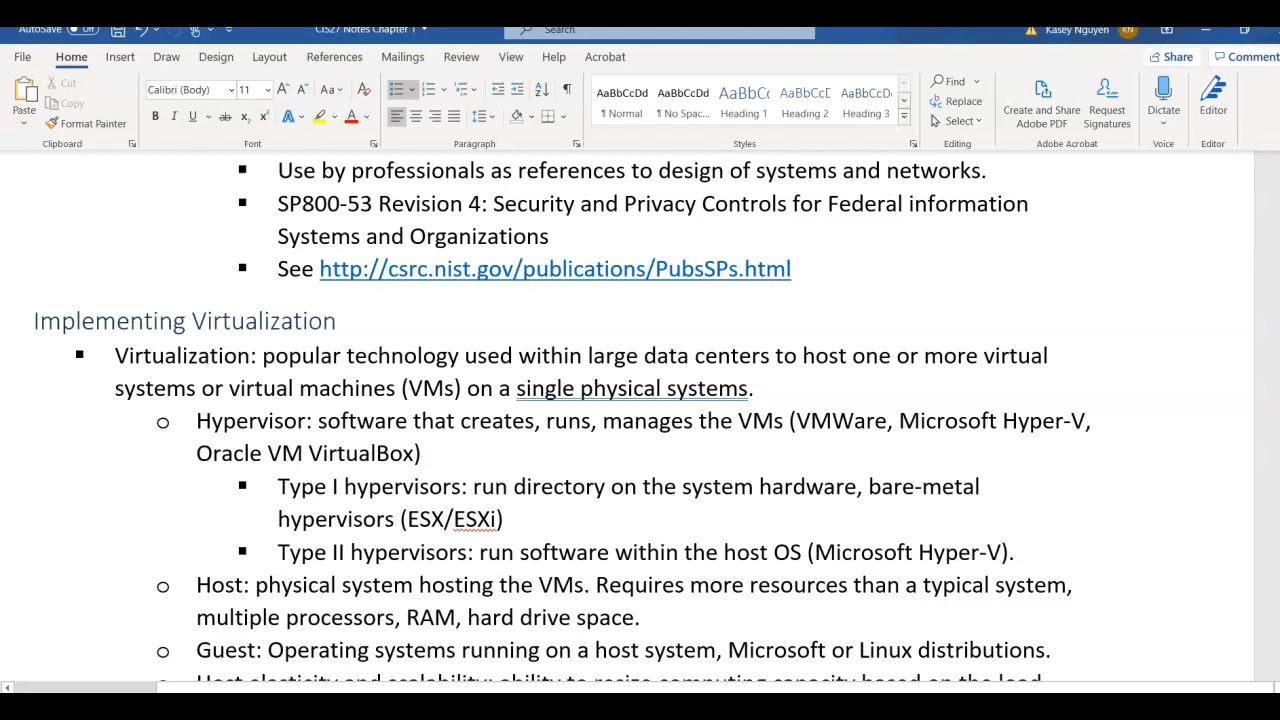 AutoSave Off CIS27 Notes Chapter 1 Search Kasey Nguyen KN
File Home Insert Draw Design Layout References Mailings Review View Help Acrobat Share Comment
Paste Cut Copy Format Painter
Calibri (Body) 11
AaBbCcDd AaBbCcDd AaBbCc AaBbCcC AaBbCcD
¶ Normal ¶ No Spac... Heading 1 Heading 2 Heading 3
Find Replace Select
Create and Share Adobe PDF Request Signatures Dictate Editor
Clipboard Font Paragraph Styles Editing Adobe Acrobat Voice Editor
▪ Use by professionals as references to design of systems and networks.
▪ SP800-53 Revision 4: Security and Privacy Controls for Federal information
Systems and Organizations
▪ See http://csrc.nist.gov/publications/PubsSPs.html
Implementing Virtualization
▪ Virtualization: popular technology used within large data centers to host one or more virtual
systems or virtual machines (VMs) on a single physical systems.
o Hypervisor: software that creates, runs, manages the VMs (VMWare, Microsoft Hyper-V,
Oracle VM VirtualBox)
▪ Type I hypervisors: run directory on the system hardware, bare-metal
hypervisors (ESX/ESXi)
▪ Type II hypervisors: run software within the host OS (Microsoft Hyper-V).
o Host: physical system hosting the VMs. Requires more resources than a typical system,
multiple processors, RAM, hard drive space.
o Guest: Operating systems running on a host system, Microsoft or Linux distributions.
o Host elasticity and scalability: ability to resize computing capacity based on the load